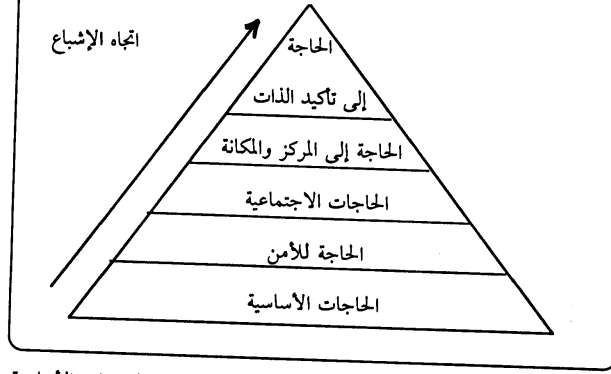 اتجاه الإشباع
الحاجة
إلى تأكيد الذات
الحاجة إلى المركز والمكانة
الحاجات الاجتماعية
الحاجة للأمن
الحاجات الأساسية